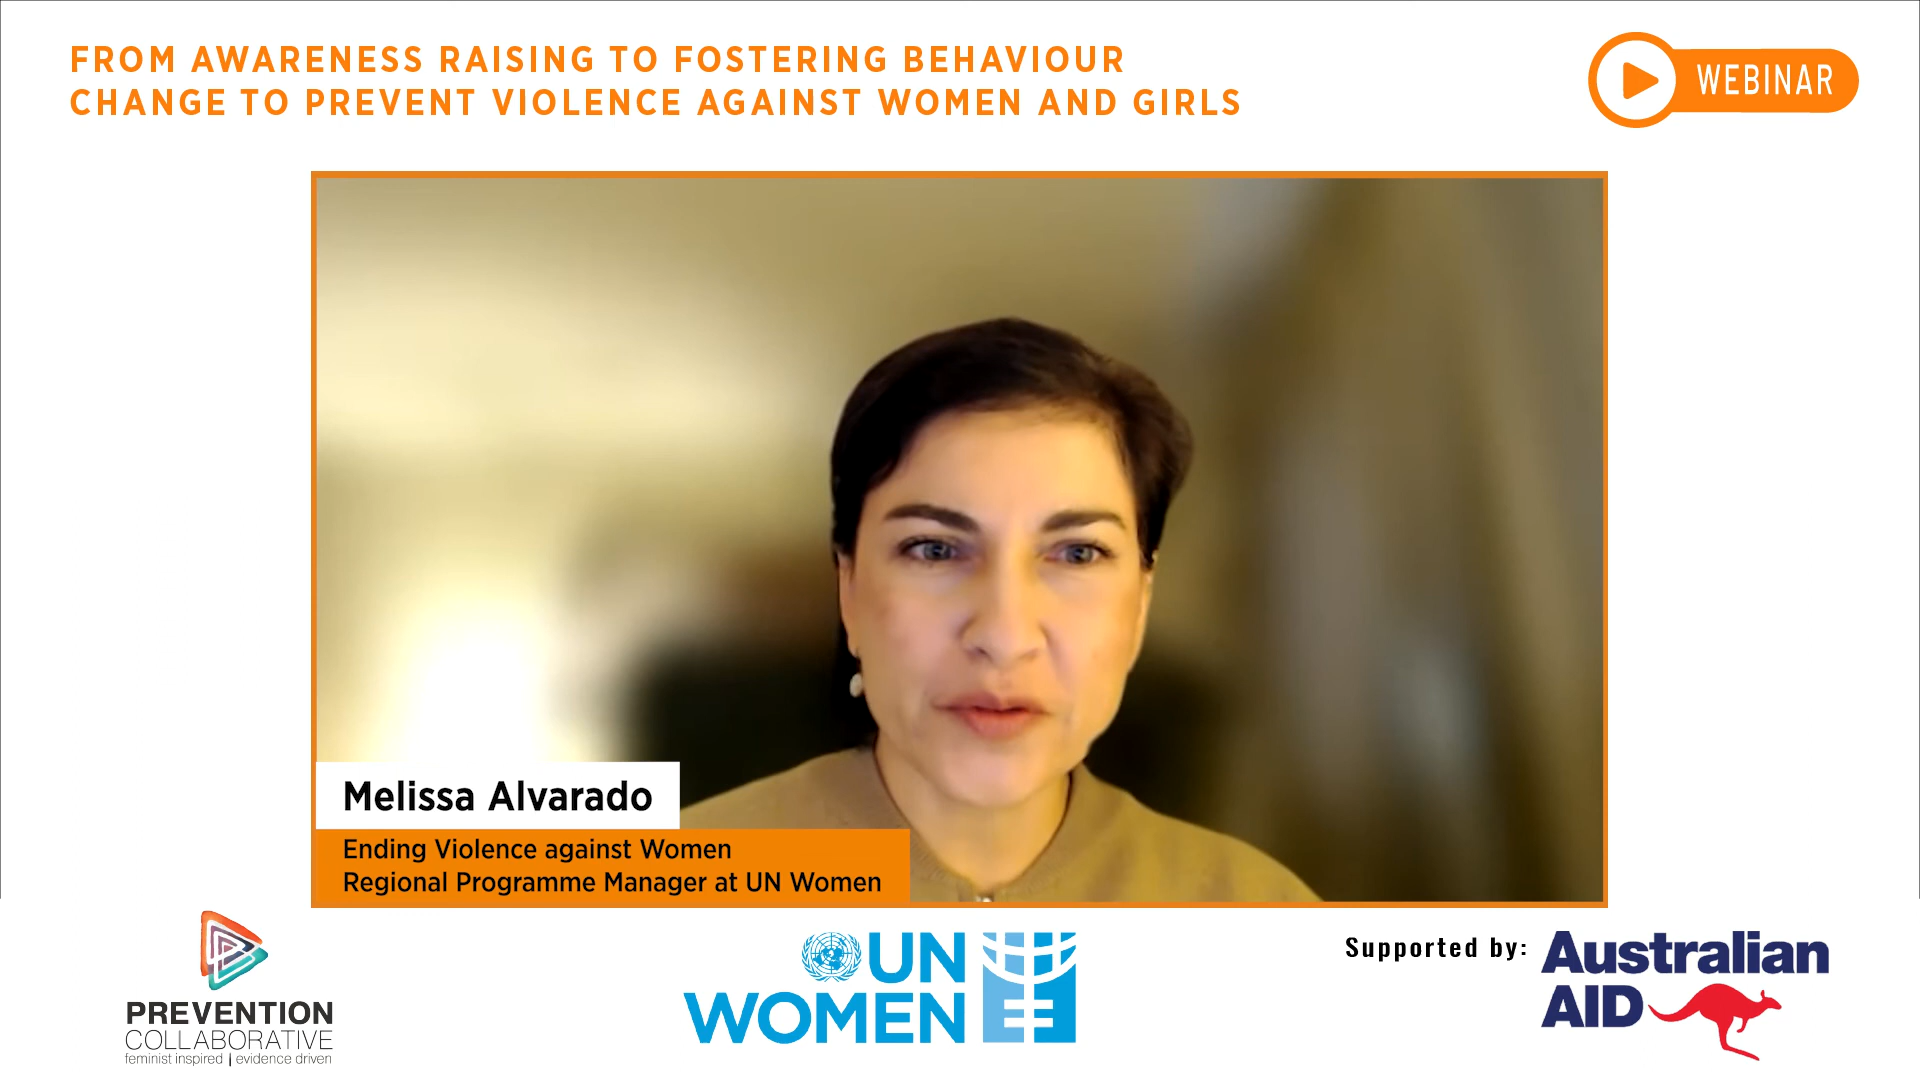 FROM AWARENESS RAISING TO FOSTERING BEHAVIOUR
CHANGE TO PREVENT VIOLENCE AGAINST WOMEN AND GIRLS
WEBINAR
Melissa Alvarado
Ending Violence against Women
Regional Programme Manager at UN Women
PREVENTION
COLLABORATIVE
feminist inspired | evidence driven
UN
WOMEN
Supported by:
Australian
AID